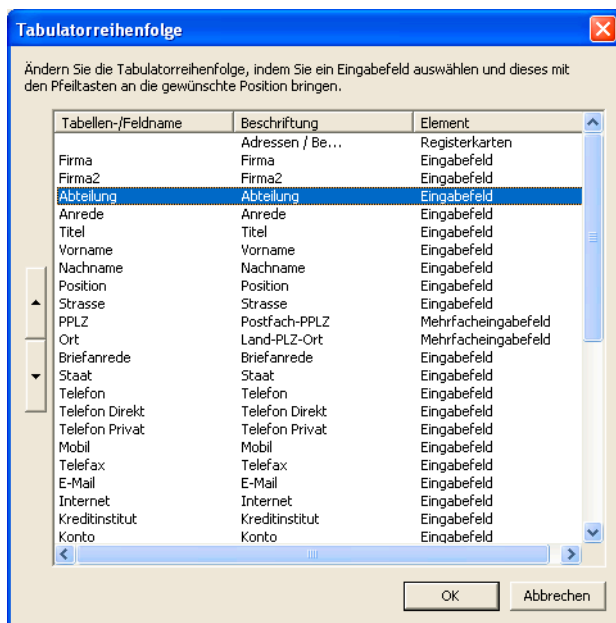 Tabulatorreihenfolge
Ändern Sie die Tabulatorreihenfolge, indem Sie ein Eingabefeld auswählen und dieses mit
den Pfeiltasten an die gewünschte Position bringen.
Tabellen-/Feldname Beschriftung Element
Adressen / Be... Registerkarten
Firma Firma Eingabefeld
Firma2 Firma2 Eingabefeld
Abteilung Abteilung Eingabefeld
Anrede Anrede Eingabefeld
Titel Titel Eingabefeld
Vorname Vorname Eingabefeld
Nachname Nachname Eingabefeld
Position Position Eingabefeld
Strasse Strasse Eingabefeld
PPLZ Postfach-PPLZ Mehrfacheingabefeld
Ort Land-PLZ-Ort Mehrfacheingabefeld
Briefanrede Briefanrede Eingabefeld
Staat Staat Eingabefeld
Telefon Telefon Eingabefeld
Telefon Direkt Telefon Direkt Eingabefeld
Telefon Privat Telefon Privat Eingabefeld
Mobil Mobil Eingabefeld
Telefax Telefax Eingabefeld
E-Mail E-Mail Eingabefeld
Internet Internet Eingabefeld
Kreditinstitut Kreditinstitut Eingabefeld
Konto Konto Eingabefeld
OK Abbrechen